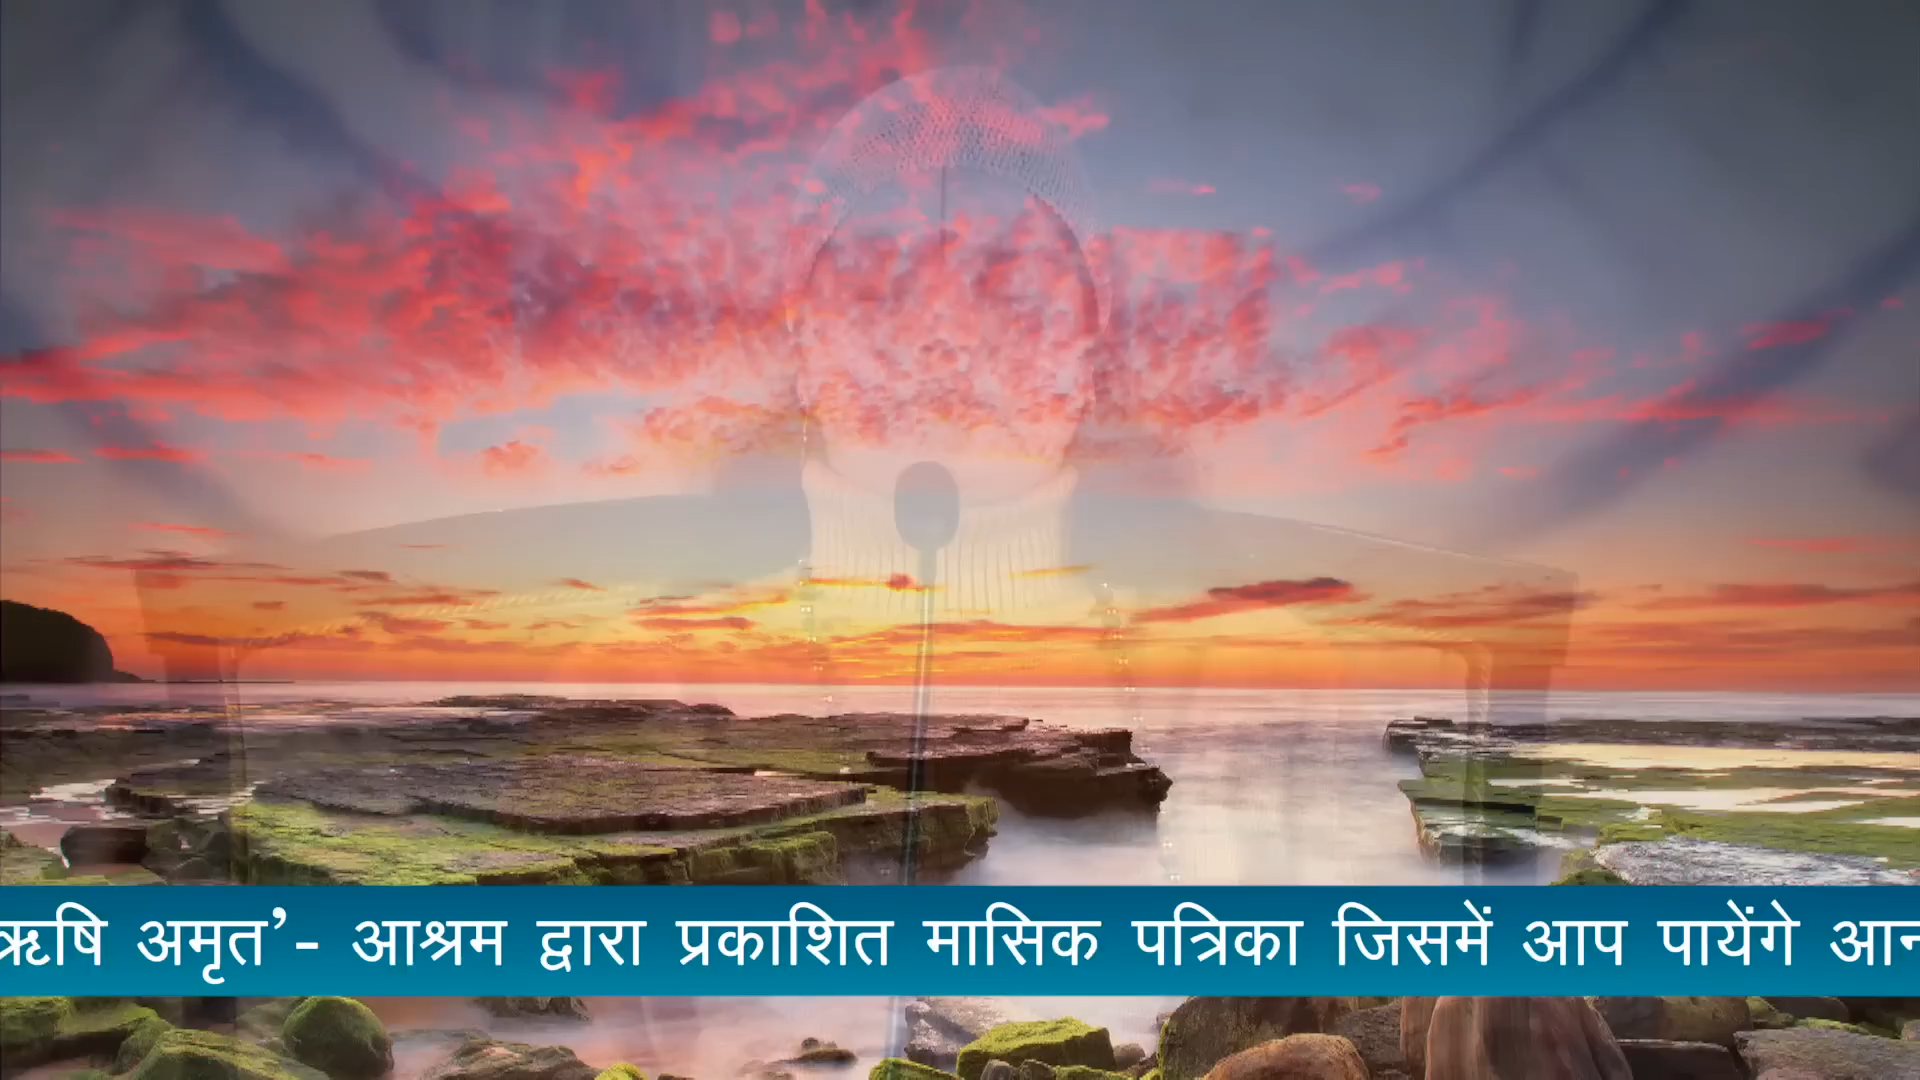 ऋषि अमृत’- आश्रम द्वारा प्रकाशित मासिक पत्रिका जिसमें आप पायेंगे